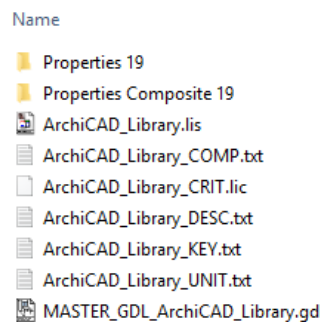 Name
Properties 19
Properties Composite 19
ArchiCAD_Library.lis
ArchiCAD_Library_COMP.txt
ArchiCAD_Library_CRIT.lic
ArchiCAD_Library_DESC.txt
ArchiCAD_Library_KEY.txt
ArchiCAD_Library_UNIT.txt
MASTER_GDL_ArchiCAD_Library.gd